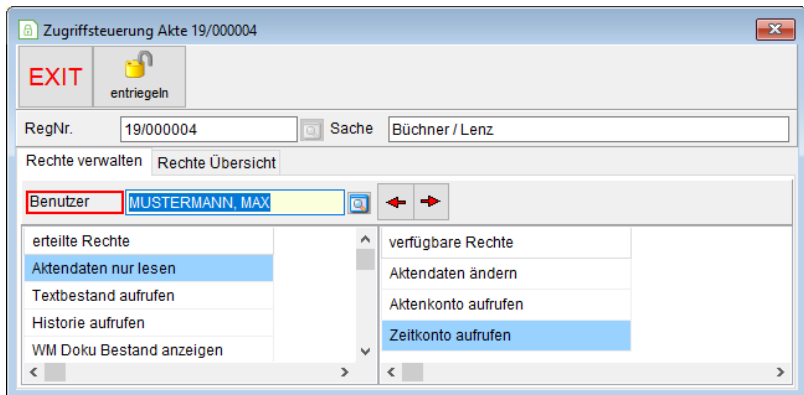 Zugriffsteuerung Akte 19/000004
EXIT
entriegeln
RegNr. 19/000004 Sache Büchner / Lenz
Rechte verwalten Rechte Übersicht
Benutzer MUSTERMANN, MAX
erteilte Rechte
Aktendaten nur lesen
Textbestand aufrufen
Historie aufrufen
WM Doku Bestand anzeigen
verfügbare Rechte
Aktendaten ändern
Aktenkonto aufrufen
Zeitkonto aufrufen